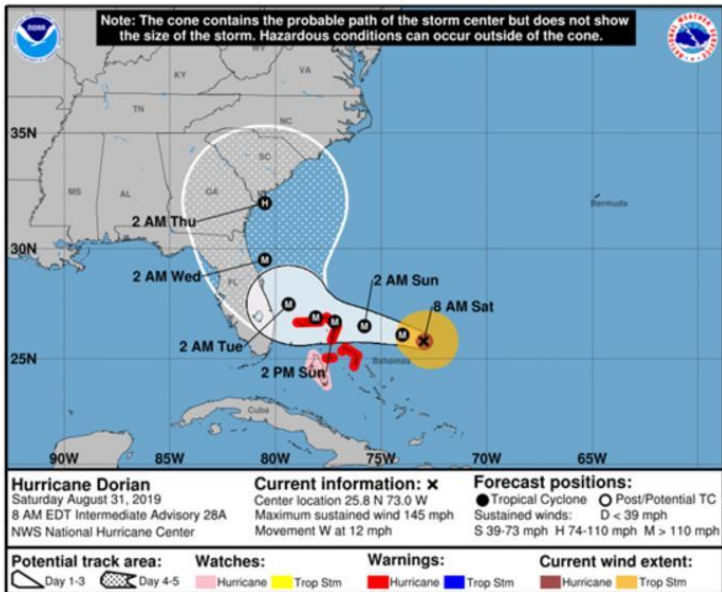 Note: The cone contains the probable path of the storm center but does not show
the size of the storm. Hazardous conditions can occur outside of the cone.
NOAA
NATIONAL WEATHER SERVICE
WV
VA
KY
TN
NC
35N
SC
MS
AL
GA
2 AM Thu
H
Bermuda
30N
M
2 AM Wed
FL
2 AM Sun
8 AM Sat
M
M
M
M
M
2 AM Tue
25N
2 PM Sun
Bahamas
Cuba
90W
85W
80W
75W
70W
65W
Hurricane Dorian
Saturday August 31, 2019
8 AM EDT Intermediate Advisory 28A
NWS National Hurricane Center
Current information: x
Center location 25.8 N 73.0 W
Maximum sustained wind 145 mph
Movement W at 12 mph
Forecast positions:
Tropical Cyclone Post/Potential TC
Sustained winds: D < 39 mph
S 39-73 mph H 74-110 mph M > 110 mph
Potential track area:
Day 1-3 Day 4-5
Watches:
Hurricane Trop Stm
Warnings:
Hurricane Trop Stm
Current wind extent:
Hurricane Trop Stm